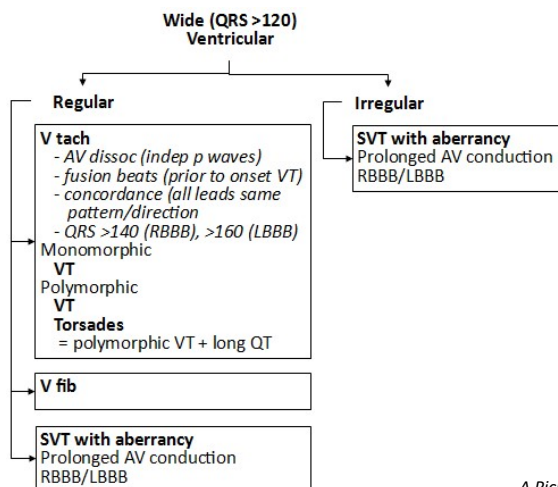 Wide (QRS >120)
Ventricular
Regular
V tach
- AV dissoc (indep p waves)
- fusion beats (prior to onset VT)
- concordance (all leads same
pattern/direction
- QRS >140 (RBBB), >160 (LBBB)
Monomorphic
VT
Polymorphic
VT
Torsades
= polymorphic VT + long QT
V fib
SVT with aberrancy
Prolonged AV conduction
RBBB/LBBB
Irregular
SVT with aberrancy
Prolonged AV conduction
RBBB/LBBB